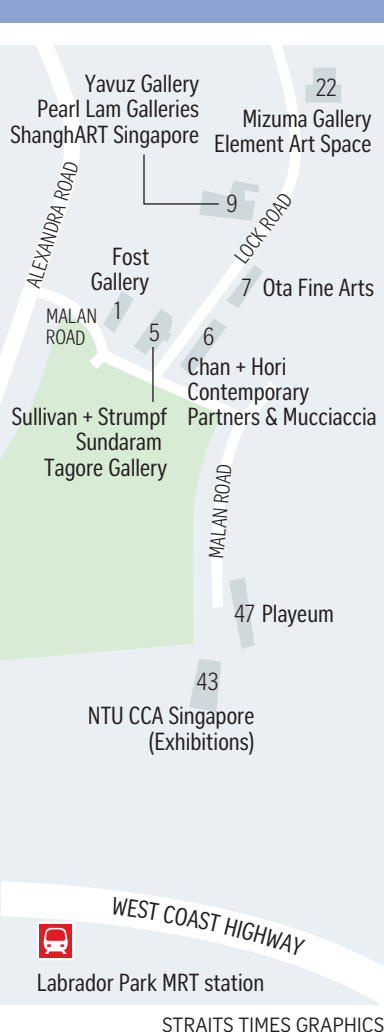 Yavuz Gallery
Pearl Lam Galleries
ShanghART Singapore
22
Mizuma Gallery
Element Art Space
9
ALEXANDRA ROAD
LOCK ROAD
Fost
Gallery
1
7 Ota Fine Arts
MALAN
ROAD
5
6
Chan + Hori
Contemporary
Partners & Mucciaccia
Sullivan + Strumpf
Sundaram
Tagore Gallery
MALAN ROAD
47 Playeum
43
NTU CCA Singapore
(Exhibitions)
WEST COAST HIGHWAY
Labrador Park MRT station
STRAITS TIMES GRAPHICS